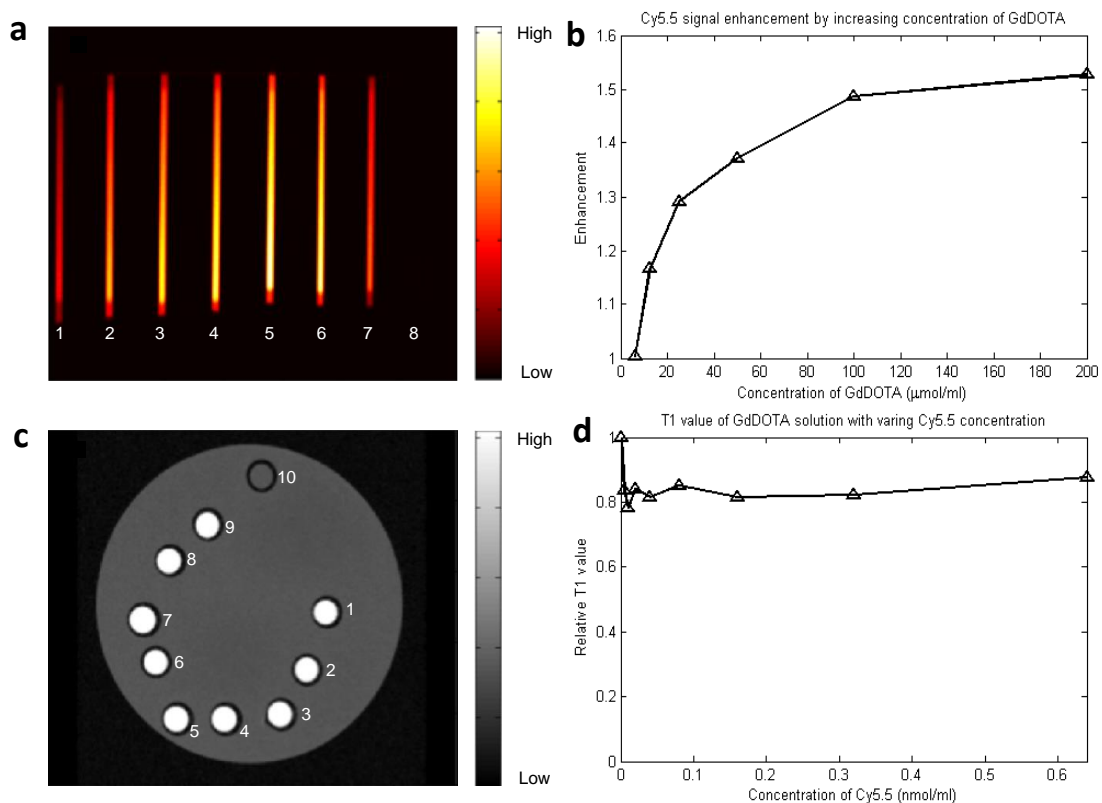 a
High
Low
1 2 3 4 5 6 7 8
b
Cy5.5 signal enhancement by increasing concentration of GdDOTA
Enhancement
1.6
1.5
1.4
1.3
1.2
1.1
1
0 20 40 60 80 100 120 140 160 180 200
Concentration of GdDOTA (μmol/ml)
c
High
Low
10
9
8
7
6
5
4
3
2
1
d
T1 value of GdDOTA solution with varing Cy5.5 concentration
Relative T1 value
1
0.8
0.6
0.4
0.2
0
0 0.1 0.2 0.3 0.4 0.5 0.6
Concentration of Cy5.5 (nmol/ml)